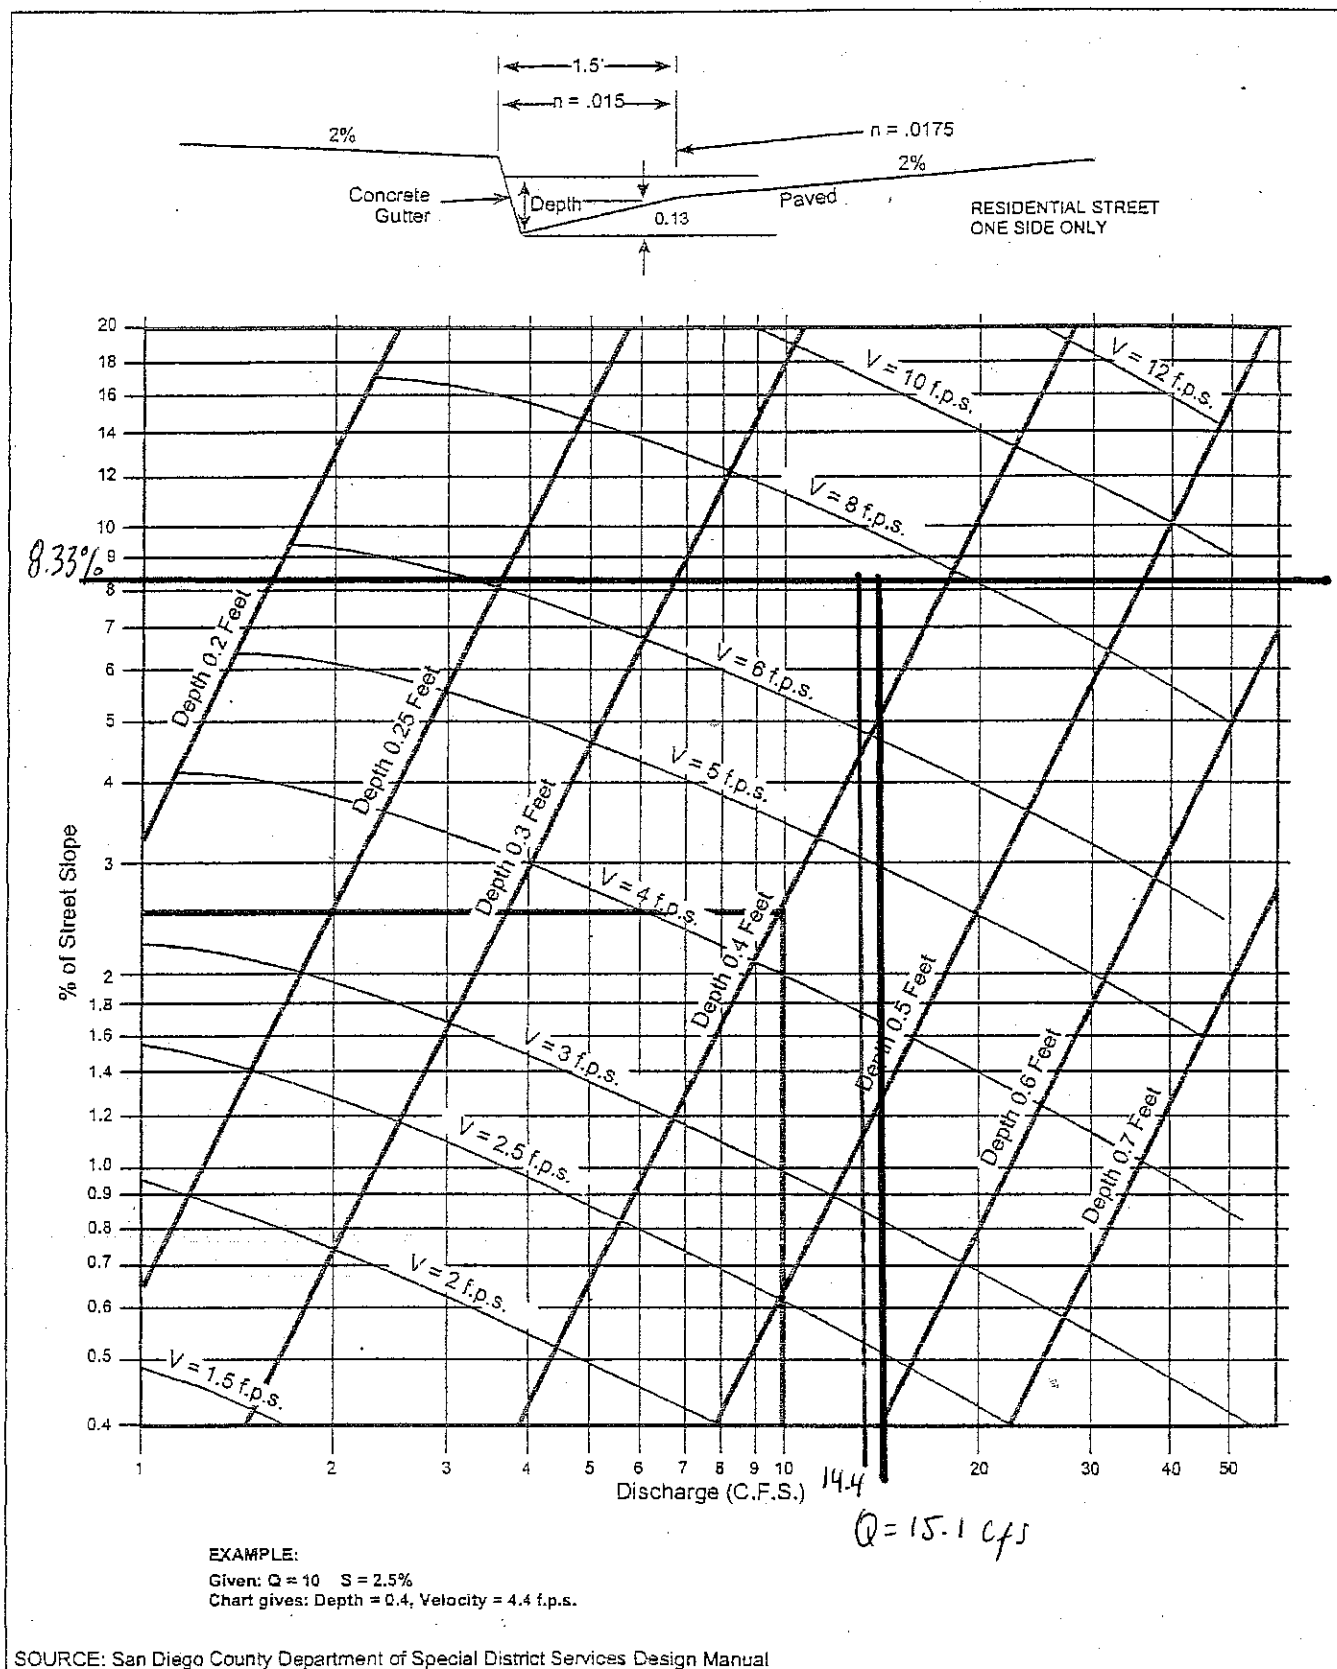 1.5'
n = .015
n = .0175
2%
2%
Concrete
Gutter
Depth
0.13
Paved
RESIDENTIAL STREET
ONE SIDE ONLY
20
18
16
14
12
10
9
8.33%
8
7
6
5
4
3
2
1.8
1.6
1.4
1.2
1.0
0.9
0.8
0.7
0.6
0.5
0.4
% of Street Slope
V = 10 f.p.s.
V = 12 f.p.s.
V = 8 f.p.s.
V = 6 f.p.s.
V = 5 f.p.s.
V = 4 f.p.s.
V = 3 f.p.s.
V = 2.5 f.p.s.
V = 2 f.p.s.
V = 1.5 f.p.s.
Depth 0.2 Feet
Depth 0.25 Feet
Depth 0.3 Feet
Depth 0.4 Feet
Depth 0.5 Feet
Depth 0.6 Feet
Depth 0.7 Feet
1 2 3 4 5 6 7 8 9 10 20 30 40 50
14.4
Discharge (C.F.S.)
Q = 15.1 cfs
EXAMPLE:
Given: Q = 10 S = 2.5%
Chart gives: Depth = 0.4, Velocity = 4.4 f.p.s.
SOURCE: San Diego County Department of Special District Services Design Manual